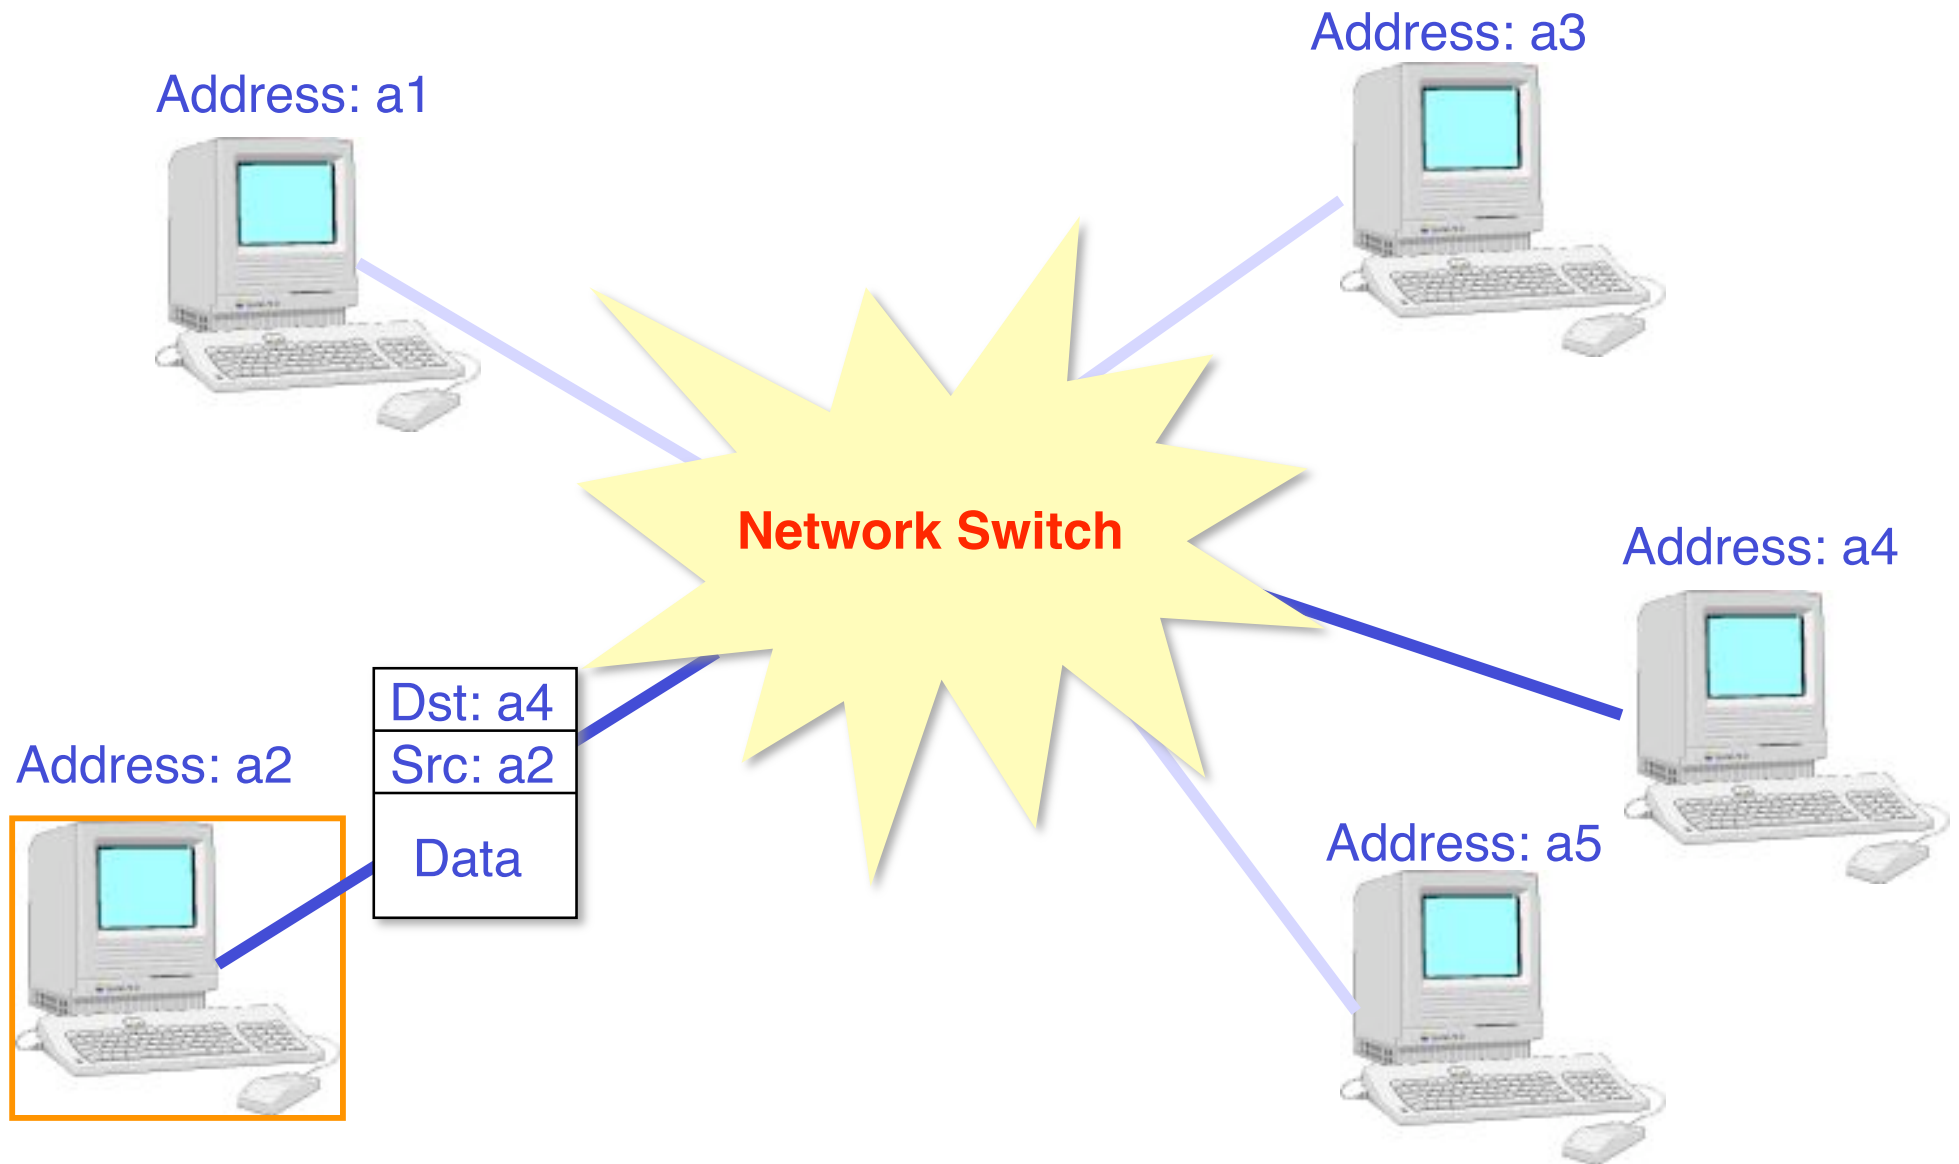 Address: a3
Address: a1
Network Switch
Address: a4
Dst: a4
Src: a2
Address: a2
Data
Address: a5